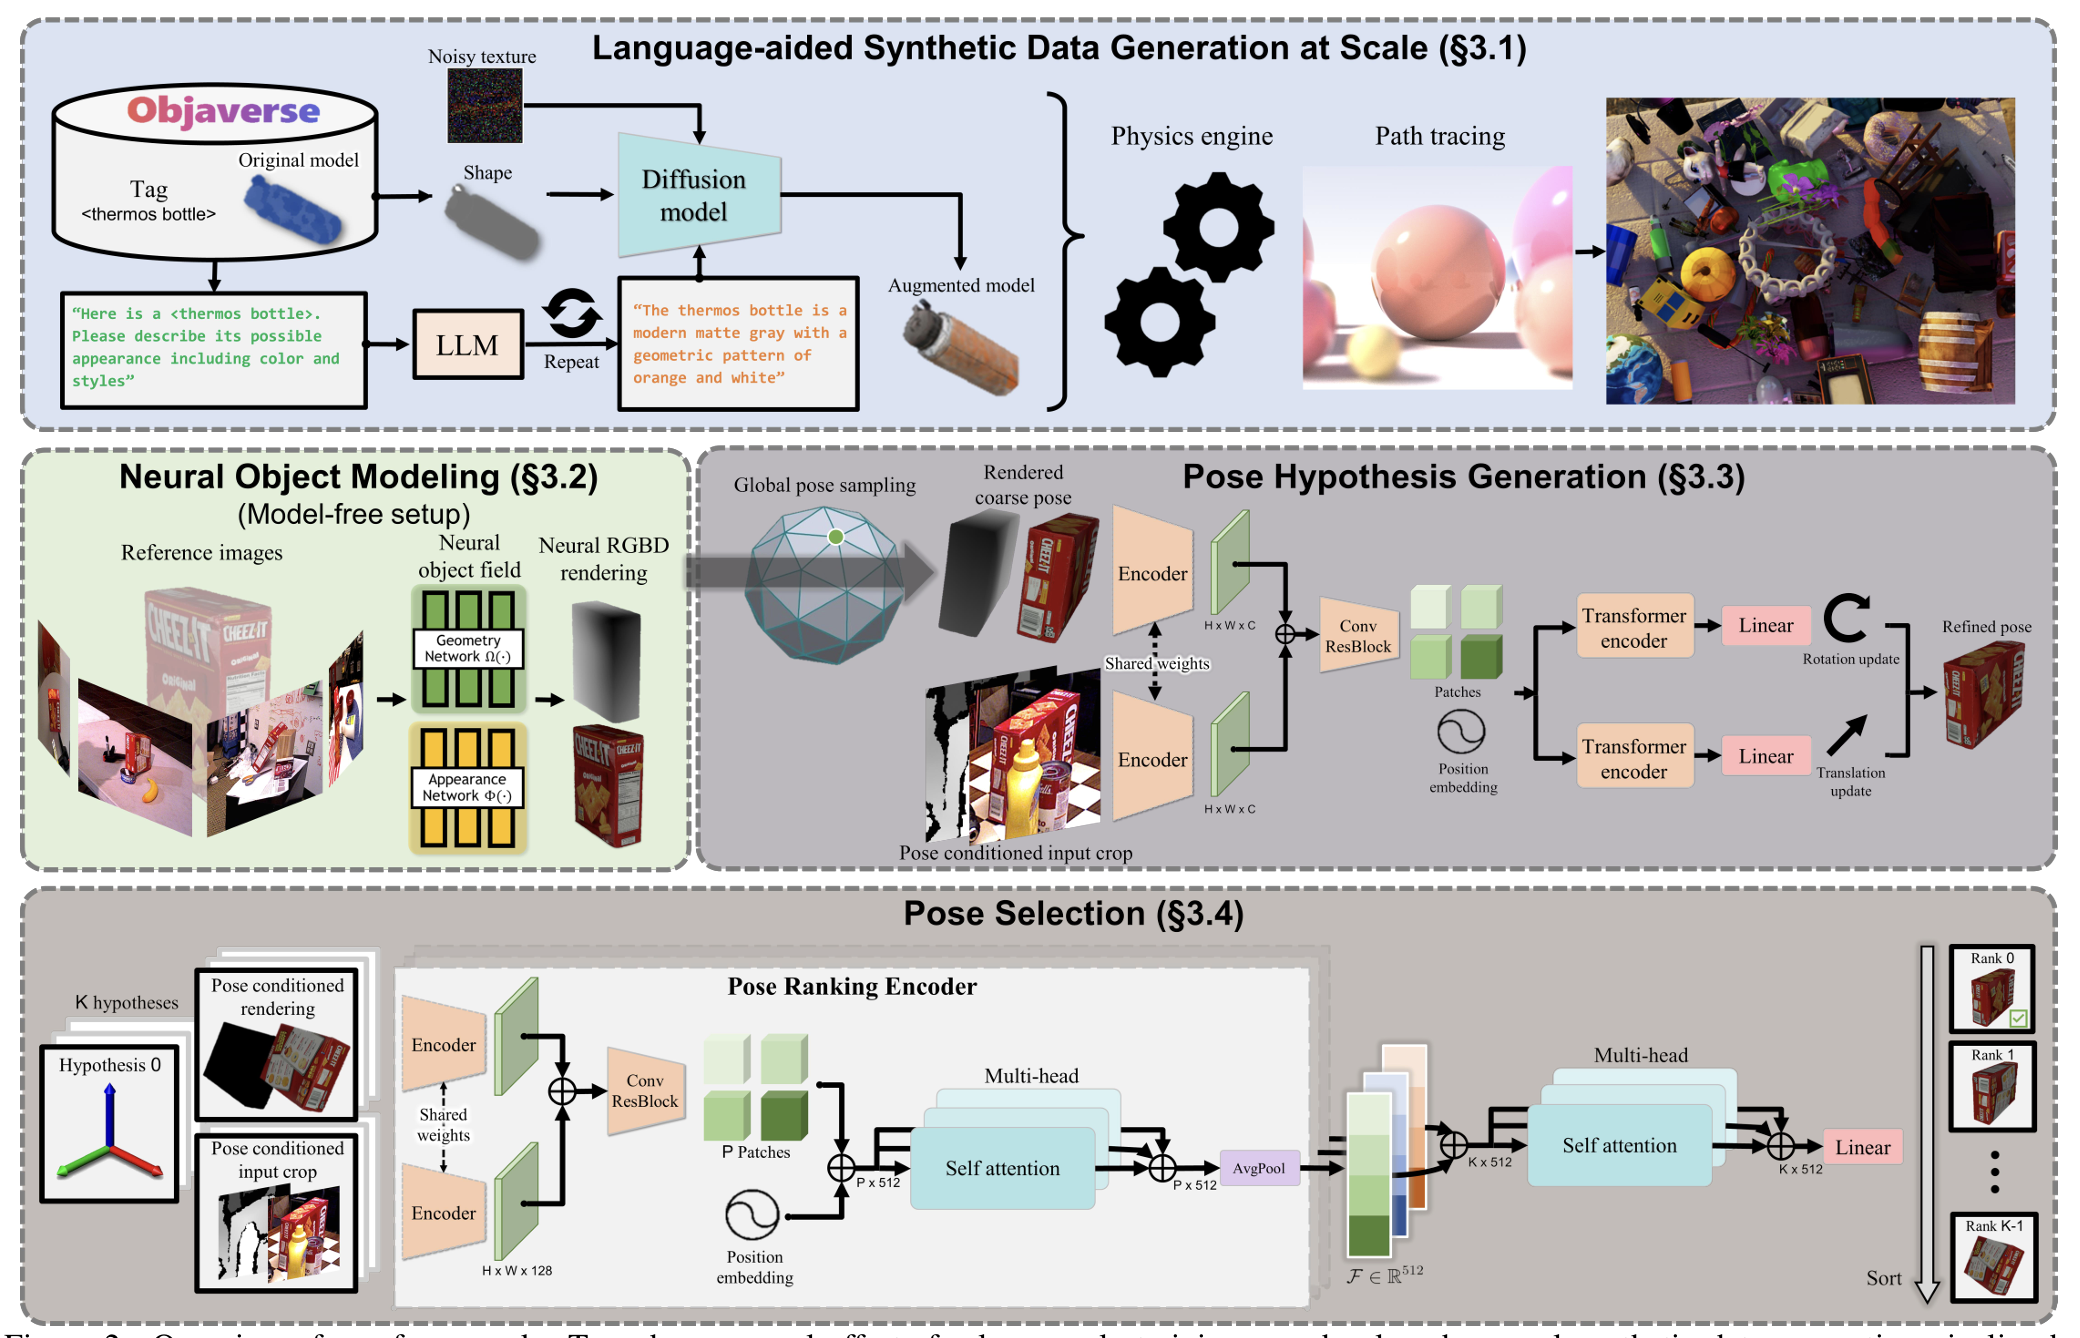 Language-aided Synthetic Data Generation at Scale (§3.1)
Objaverse
Original model
Tag
<thermos bottle>
Noisy texture
Shape
Diffusion
model
"Here is a <thermos bottle>.
Please describe its possible
appearance including color and
styles"
LLM
Repeat
"The thermos bottle is a
modern matte gray with a
geometric pattern of
orange and white"
Augmented model
Physics engine
Path tracing
Neural Object Modeling (§3.2)
(Model-free setup)
Reference images
Neural
object field
Geometry
Network Ω(·)
Appearance
Network Φ(·)
Neural RGBD
rendering
CHEEZ-IT
CHEEZ-IT
ORIGINAL
ORIGINAL
Pose Hypothesis Generation (§3.3)
Global pose sampling
Rendered
coarse pose
Encoder
H x W x C
Shared weights
Encoder
H x W x C
Pose conditioned input crop
Conv
ResBlock
Patches
Position
embedding
Transformer
encoder
Linear
Rotation update
Transformer
encoder
Linear
Translation
update
Refined pose
Pose Selection (§3.4)
K hypotheses
Hypothesis 0
Pose conditioned
rendering
Pose conditioned
input crop
Pose Ranking Encoder
Encoder
Shared
weights
Encoder
H x W x 128
Conv
ResBlock
P Patches
Position
embedding
P x 512
Multi-head
Self attention
P x 512
AvgPool
ℱ ∈ ℝ⁵¹²
K x 512
Multi-head
Self attention
K x 512
Linear
Sort
Rank 0
Rank 1
Rank K-1